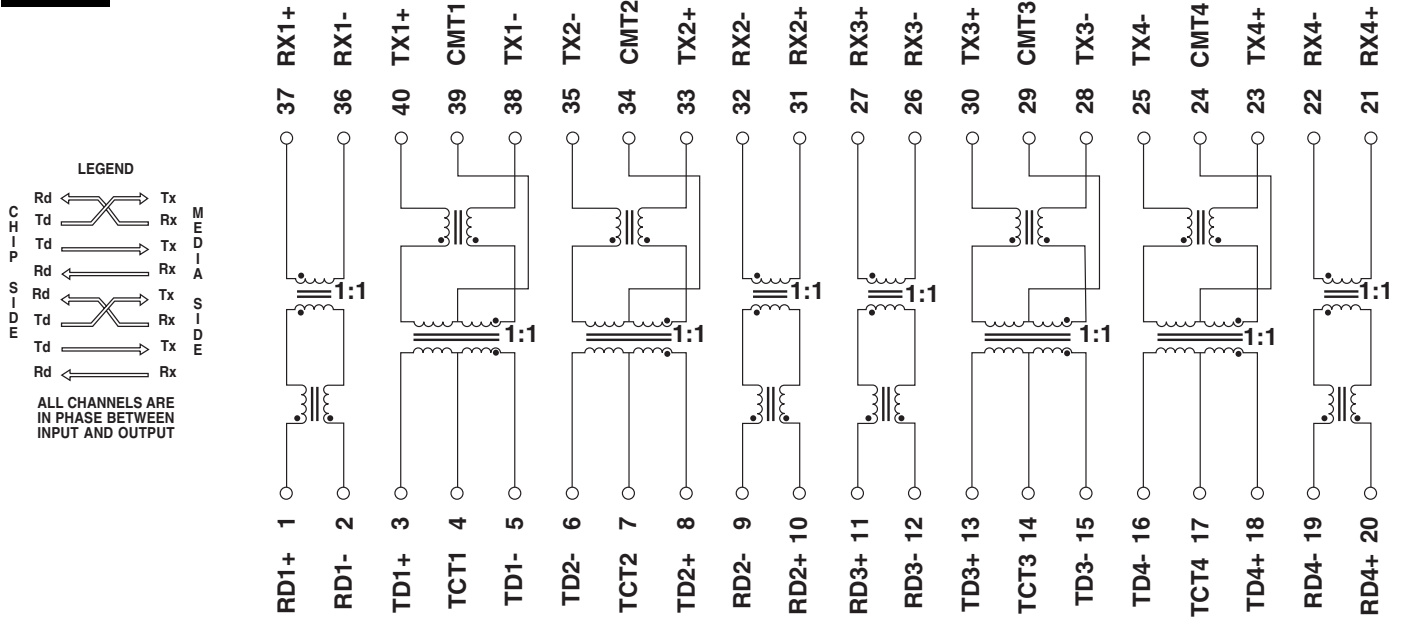 RX1+
RX1-
TX1+
CMT1
TX1-
TX2-
CMT2
TX2+
RX2-
RX2+
RX3+
RX3-
TX3+
CMT3
TX3-
TX4-
CMT4
TX4+
RX4-
RX4+
37
36
40
39
38
35
34
33
32
31
27
26
30
29
28
25
24
23
22
21
LEGEND
CHIP SIDE
MEDIA SIDE
Rd Tx
Td Rx
Td Tx
Rd Rx
Rd Tx
Td Rx
Td Tx
Rd Rx
ALL CHANNELS ARE
IN PHASE BETWEEN
INPUT AND OUTPUT
1:1
1:1
1:1
1:1
1:1
1:1
1:1
1:1
1
2
3
4
5
6
7
8
9
10
11
12
13
14
15
16
17
18
19
20
RD1+
RD1-
TD1+
TCT1
TD1-
TD2-
TCT2
TD2+
RD2-
RD2+
RD3+
RD3-
TD3+
TCT3
TD3-
TD4-
TCT4
TD4+
RD4-
RD4+